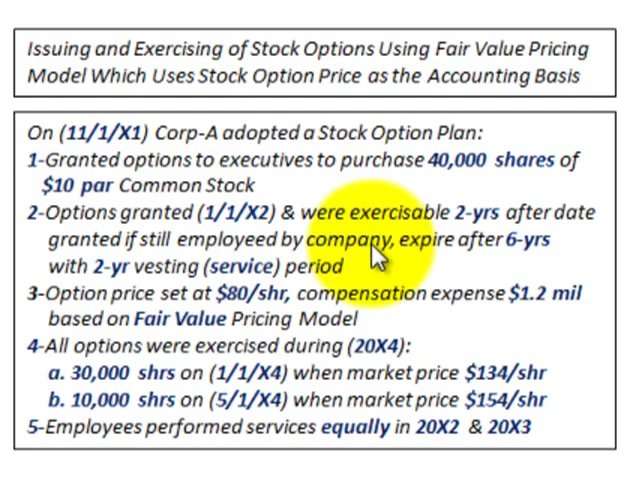 Issuing and Exercising of Stock Options Using Fair Value Pricing
Model Which Uses Stock Option Price as the Accounting Basis
On (11/1/X1) Corp-A adopted a Stock Option Plan:
1-Granted options to executives to purchase 40,000 shares of
$10 par Common Stock
2-Options granted (1/1/X2) & were exercisable 2-yrs after date
granted if still employeed by company, expire after 6-yrs
with 2-yr vesting (service) period
3-Option price set at $80/shr, compensation expense $1.2 mil
based on Fair Value Pricing Model
4-All options were exercised during (20X4):
a. 30,000 shrs on (1/1/X4) when market price $134/shr
b. 10,000 shrs on (5/1/X4) when market price $154/shr
5-Employees performed services equally in 20X2 & 20X3